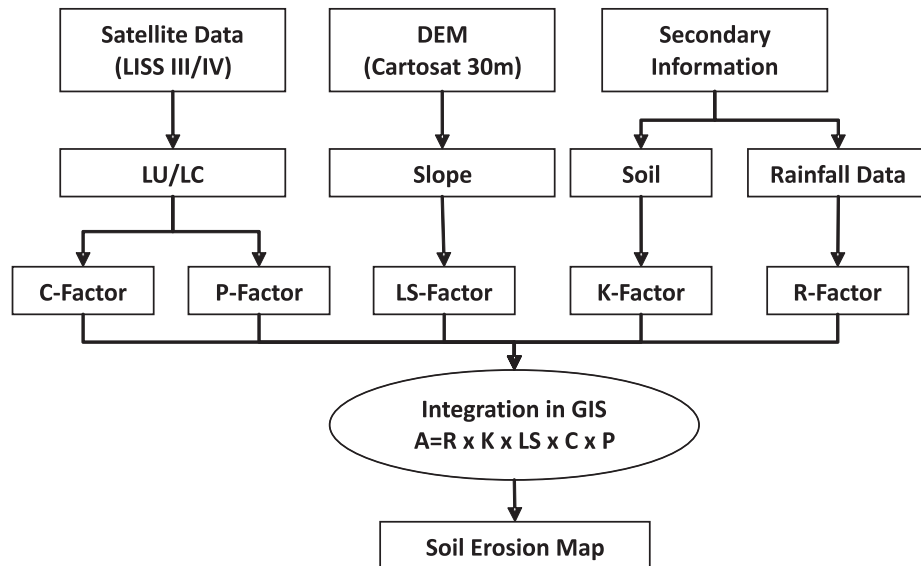 Satellite Data
(LISS III/IV)
DEM
(Cartosat 30m)
Secondary
Information
LU/LC
Slope
Soil
Rainfall Data
C-Factor
P-Factor
LS-Factor
K-Factor
R-Factor
Integration in GIS
A=R x K x LS x C x P
Soil Erosion Map